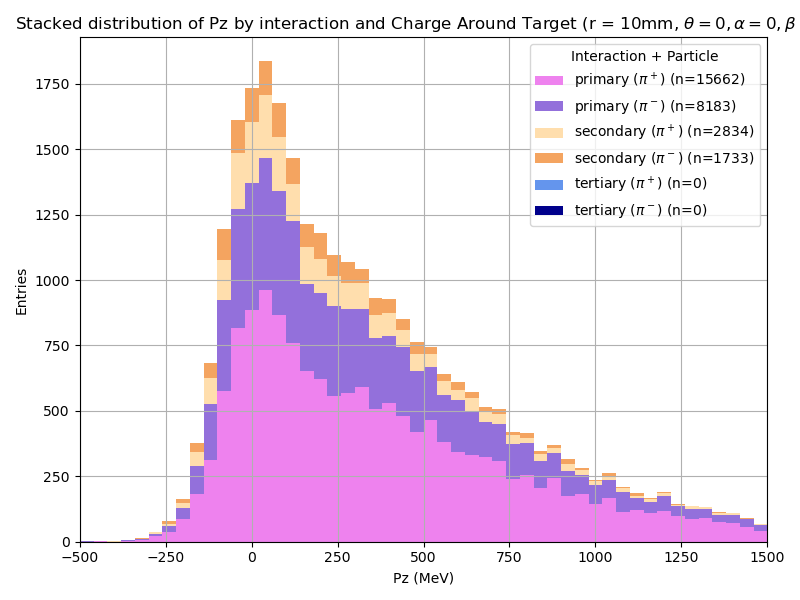 Stacked distribution of Pz by interaction and Charge Around Target (r = 10mm, θ = 0, α = 0, β
Interaction + Particle
primary (π⁺) (n=15662)
primary (π⁻) (n=8183)
secondary (π⁺) (n=2834)
secondary (π⁻) (n=1733)
tertiary (π⁺) (n=0)
tertiary (π⁻) (n=0)
Entries
1750
1500
1250
1000
750
500
250
0
−500
−250
0
250
500
750
1000
1250
1500
Pz (MeV)